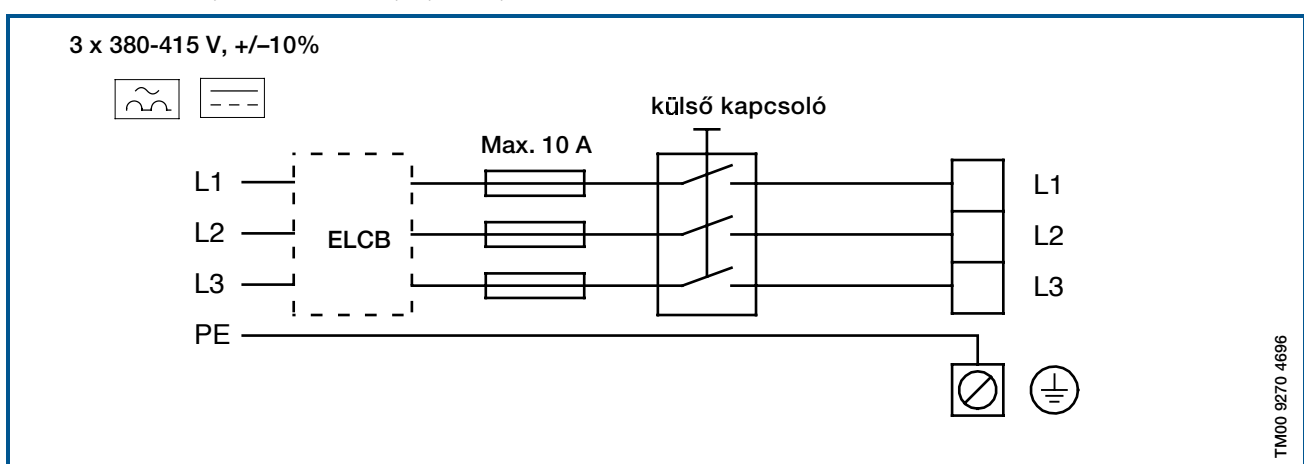 3 x 380-415 V, +/–10%
külső kapcsoló
Max. 10 A
L1
L1
L2
ELCB
L2
L3
L3
PE
TM00 9270 4696